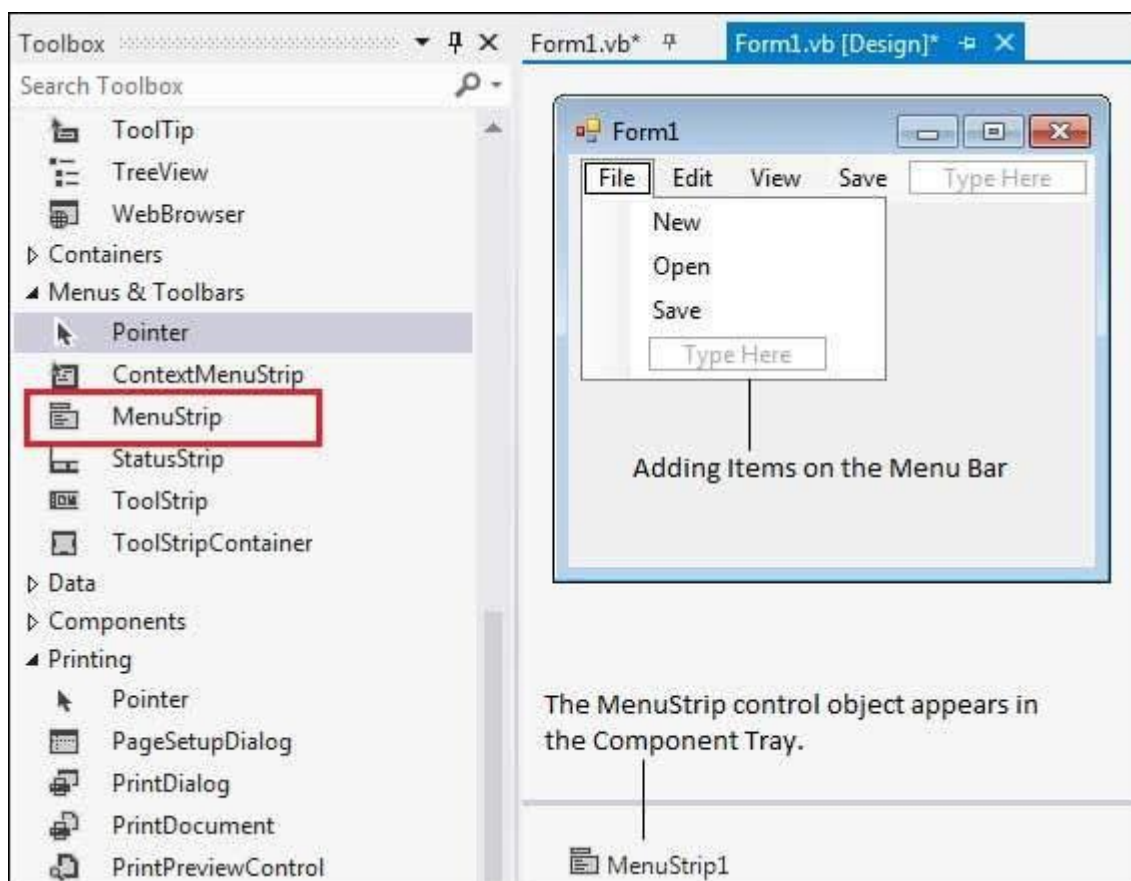 Toolbox
Search Toolbox
ToolTip
TreeView
WebBrowser
Containers
Menus & Toolbars
Pointer
ContextMenuStrip
MenuStrip
StatusStrip
ToolStrip
ToolStripContainer
Data
Components
Printing
Pointer
PageSetupDialog
PrintDialog
PrintDocument
PrintPreviewControl
Form1.vb* Form1.vb [Design]*
Form1
File Edit View Save Type Here
New
Open
Save
Type Here
Adding Items on the Menu Bar
The MenuStrip control object appears in
the Component Tray.
MenuStrip1